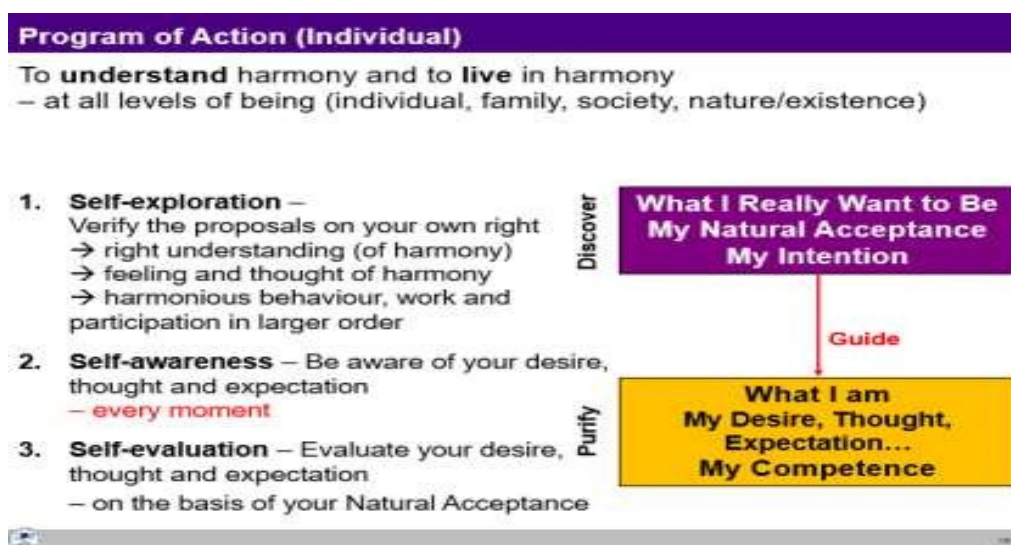 Program of Action (Individual)
To understand harmony and to live in harmony
– at all levels of being (individual, family, society, nature/existence)
1. Self-exploration –
Verify the proposals on your own right
→ right understanding (of harmony)
→ feeling and thought of harmony
→ harmonious behaviour, work and
participation in larger order
2. Self-awareness – Be aware of your desire,
thought and expectation
– every moment
3. Self-evaluation – Evaluate your desire,
thought and expectation
– on the basis of your Natural Acceptance
Discover
What I Really Want to Be
My Natural Acceptance
My Intention
Guide
Purify
What I am
My Desire, Thought,
Expectation...
My Competence